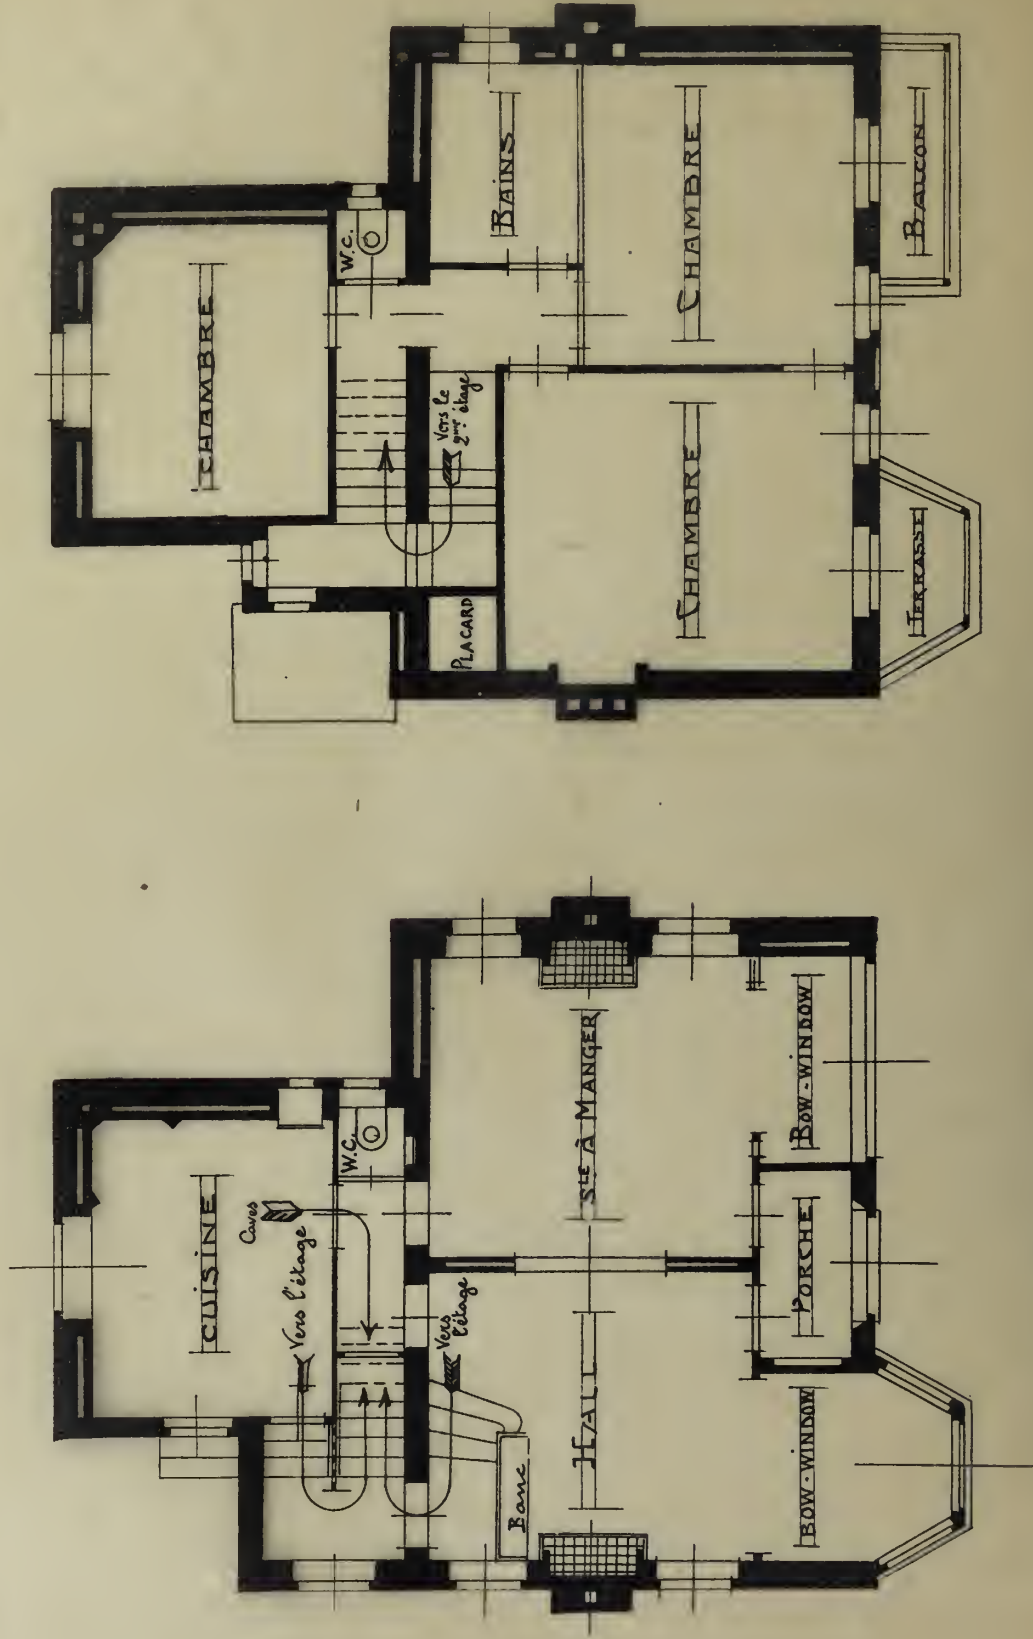 CHAMBRE
W.C.
BAINS
CHAMBRE
BALCON
Vers le
2me étage
PLACARD
CHAMBRE
TERRASSE
CUISINE
Caves
Vers l'étage
W.C.
Vers
l'étage
Banc
SLE À MANGER
HALL
BOW-WINDOW
PORCHE
BOW-WINDOW